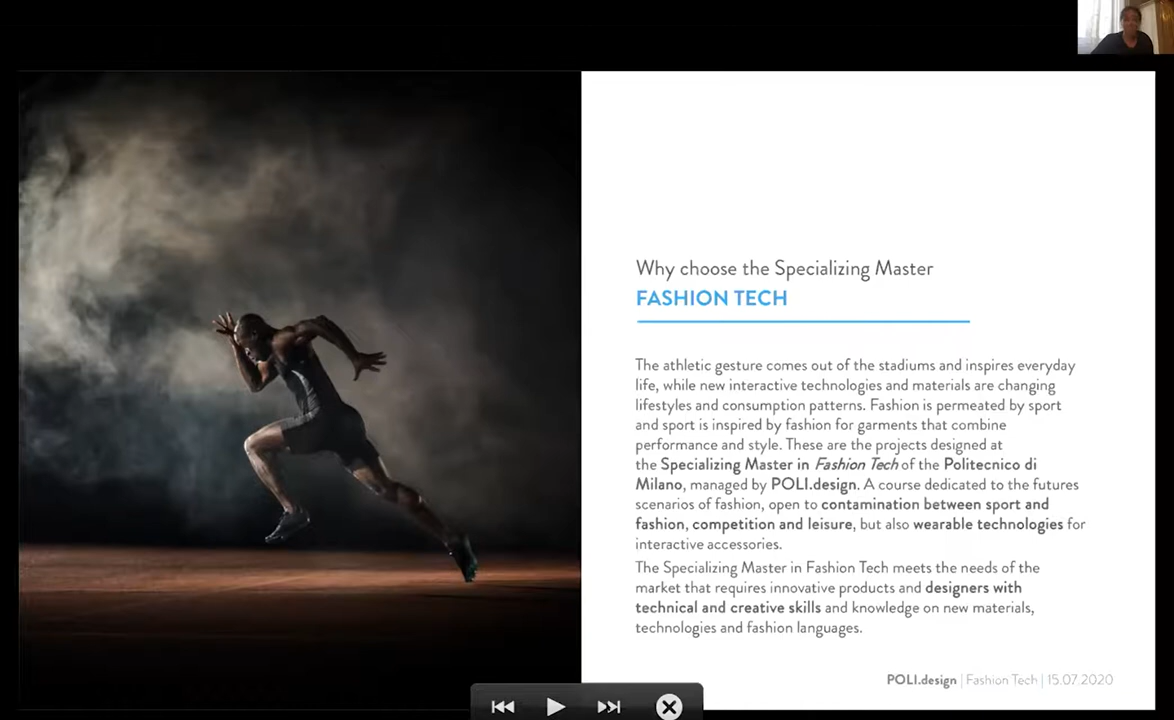 Why choose the Specializing Master
FASHION TECH
The athletic gesture comes out of the stadiums and inspires everyday
life, while new interactive technologies and materials are changing
lifestyles and consumption patterns. Fashion is permeated by sport
and sport is inspired by fashion for garments that combine
performance and style. These are the projects designed at
the Specializing Master in Fashion Tech of the Politecnico di
Milano, managed by POLI.design. A course dedicated to the futures
scenarios of fashion, open to contamination between sport and
fashion, competition and leisure, but also wearable technologies for
interactive accessories.
The Specializing Master in Fashion Tech meets the needs of the
market that requires innovative products and designers with
technical and creative skills and knowledge on new materials,
technologies and fashion languages.
POLI.design | Fashion Tech | 15.07.2020